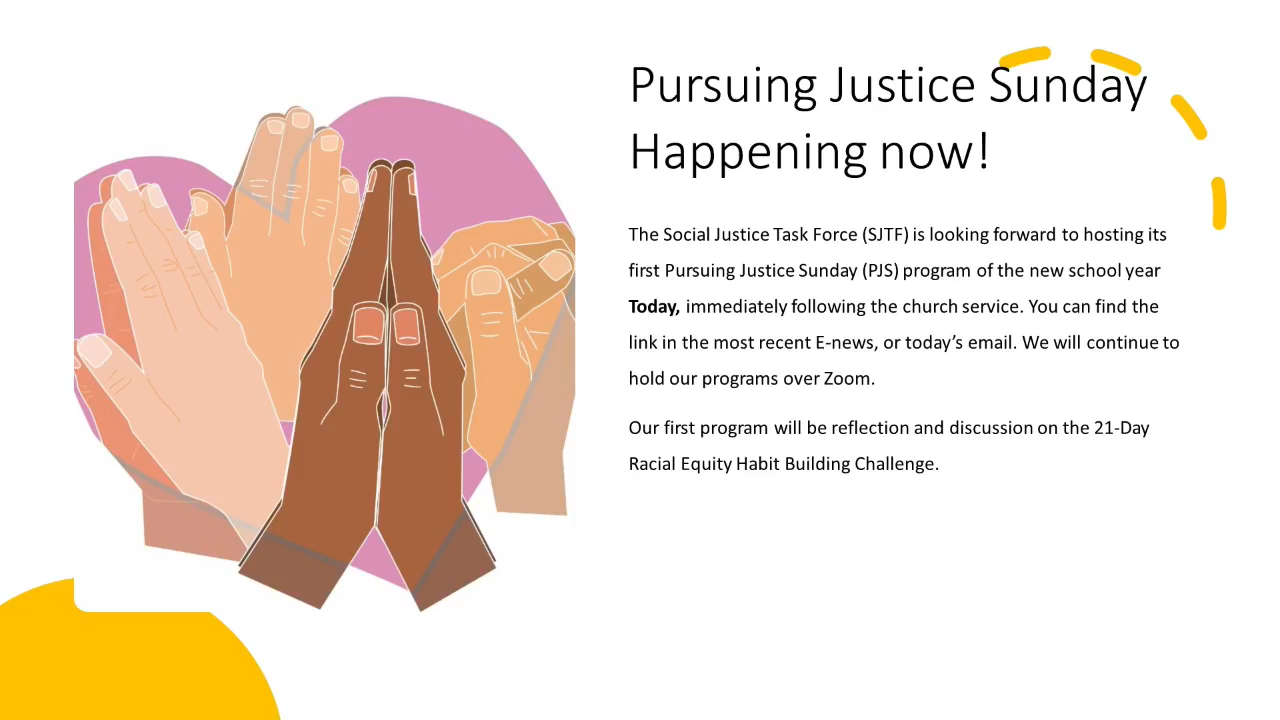 Pursuing Justice Sunday
Happening now!
The Social Justice Task Force (SJTF) is looking forward to hosting its
first Pursuing Justice Sunday (PJS) program of the new school year
Today, immediately following the church service. You can find the
link in the most recent E-news, or today’s email. We will continue to
hold our programs over Zoom.
Our first program will be reflection and discussion on the 21-Day
Racial Equity Habit Building Challenge.